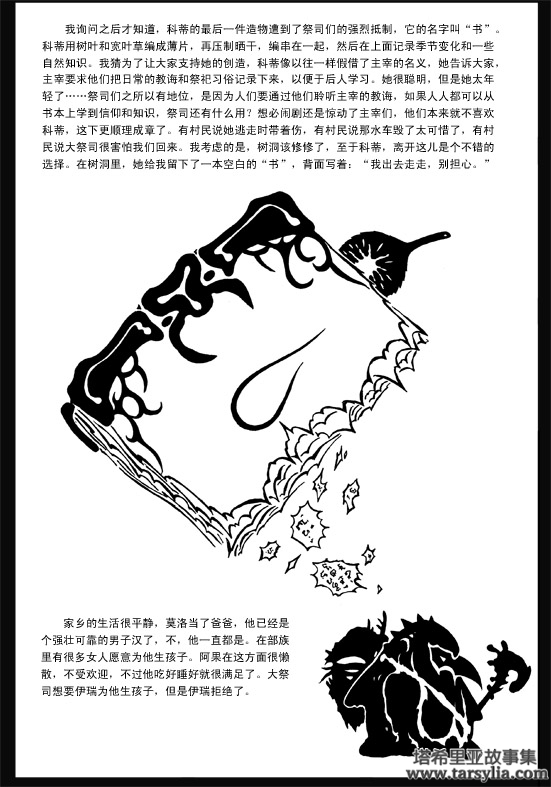 我询问之后才知道，科蒂的最后一件造物遭到了祭司们的强烈抵制，它的名字叫“书”。
科蒂用树叶和宽叶草编成薄片，再压制晒干，编串在一起，然后在上面记录季节变化和一些
自然知识。我猜为了让大家支持她的创造，科蒂像以往一样假借了主宰的名义，她告诉大家，
主宰要求他们把日常的教诲和祭祀习俗记录下来，以便于后人学习。她很聪明，但是她太年
轻了……祭司们之所以有地位，是因为人们要通过他们聆听主宰的教诲，如果人人都可以从
书本上学到信仰和知识，祭司还有什么用？想必闹剧还是惊动了主宰们，他们本来就不喜欢
科蒂，这下更顺理成章了。有村民说她逃走时带着伤，有村民说那水车毁了太可惜了，有村
民说大祭司很害怕我们回来。我考虑的是，树洞该修修了，至于科蒂，离开这儿是个不错的
选择。在树洞里，她给我留下了一本空白的“书”，背面写着：“我出去走走，别担心。”
家乡的生活很平静，莫洛当了爸爸，他已经是
个强壮可靠的男子汉了，不，他一直都是。在部族
里有很多女人愿意为他生孩子。阿果在这方面很懒
散，不受欢迎，不过他吃好睡好就很满足了。大祭
司想要伊瑞为他生孩子，但是伊瑞拒绝了。
塔希里亚故事集
www.tarsylia.com